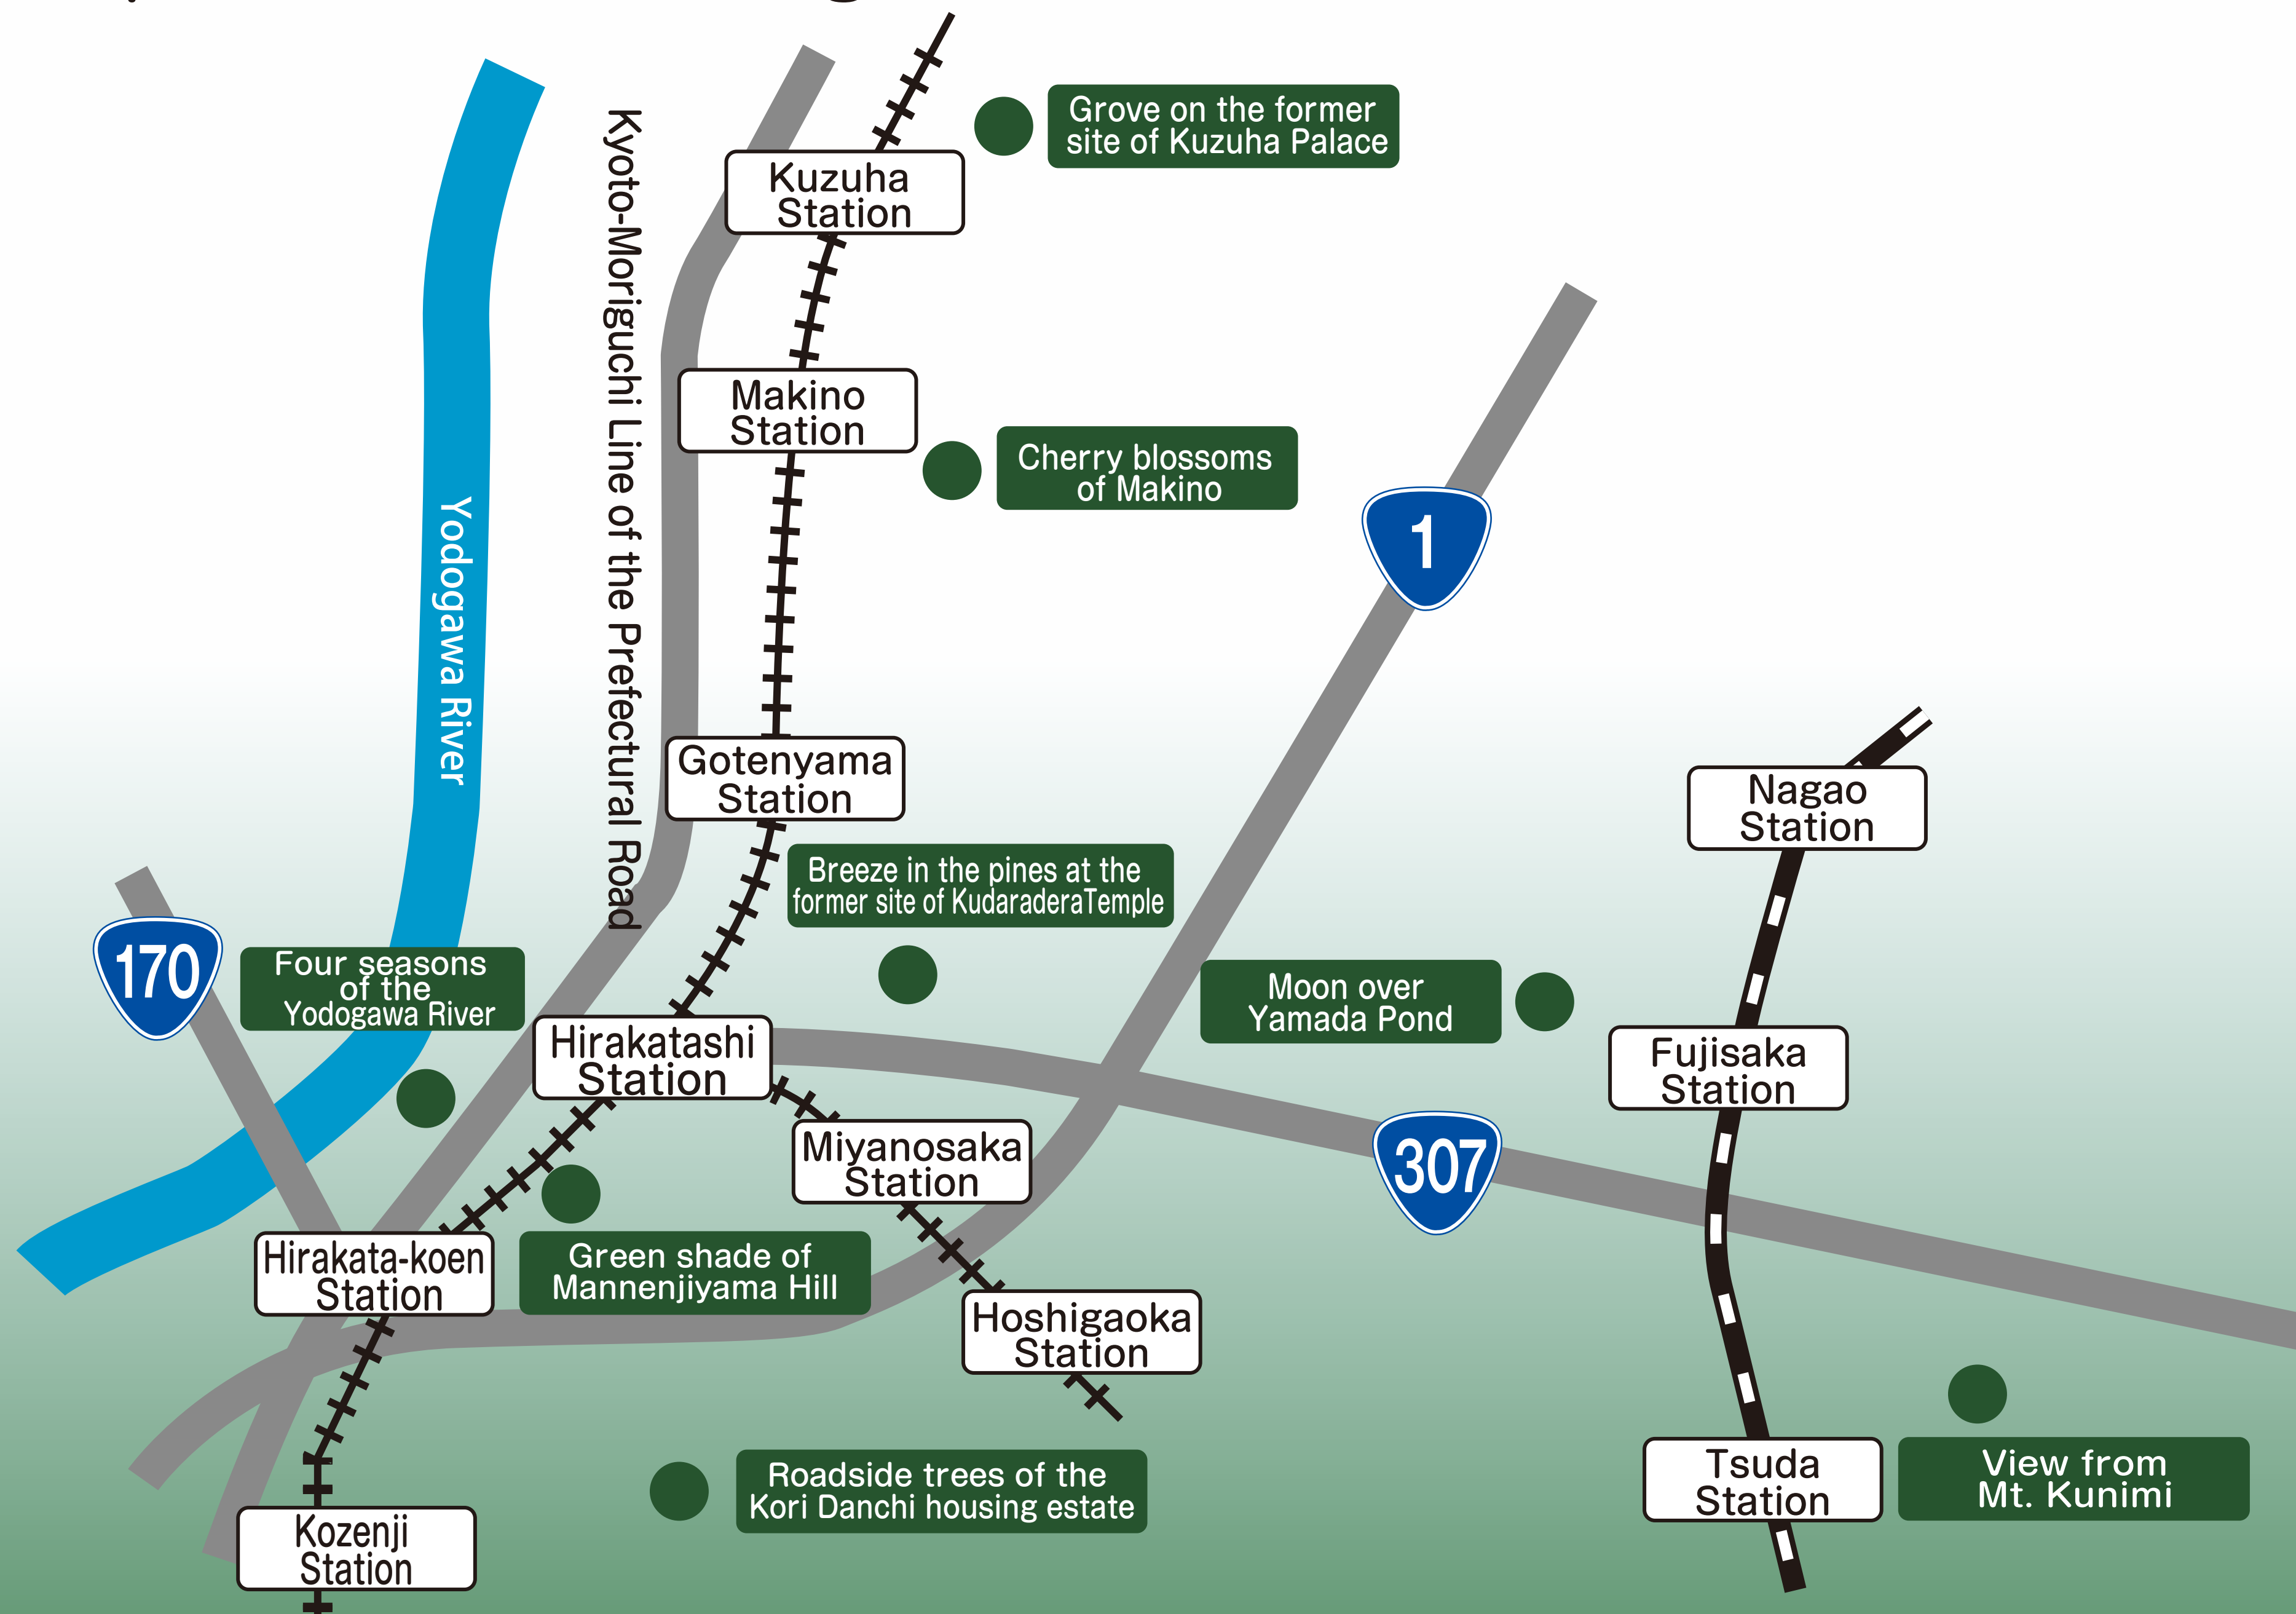 Grove on the former
site of Kuzuha Palace
Kuzuha
Station
Kyoto-Moriguchi Line of the Prefectural Road
Makino
Station
Cherry blossoms
of Makino
1
Yodogawa River
Gotenyama
Station
Nagao
Station
Breeze in the pines at the
former site of KudaraderaTemple
170
Four seasons
of the
Yodogawa River
Moon over
Yamada Pond
Hirakatashi
Station
Fujisaka
Station
Miyanosaka
Station
307
Hirakata-koen
Station
Green shade of
Mannenjiyama Hill
Hoshigaoka
Station
Roadside trees of the
Kori Danchi housing estate
Tsuda
Station
View from
Mt. Kunimi
Kozenji
Station